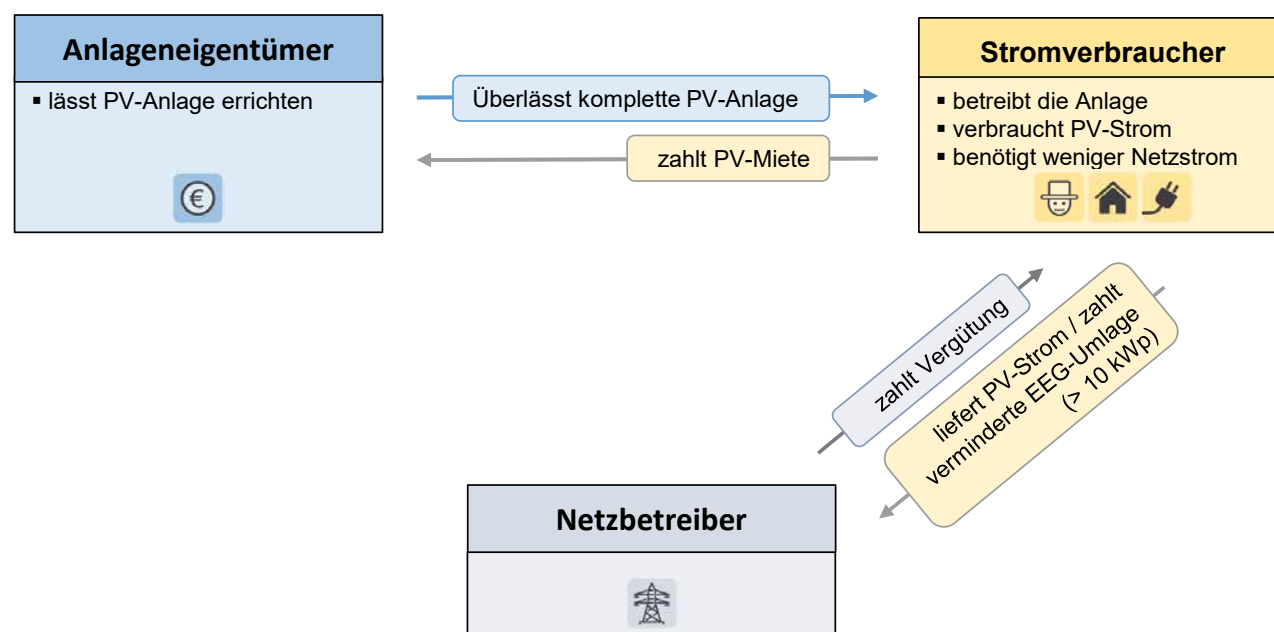 Anlageneigentümer
▪ lässt PV-Anlage errichten
€
Überlässt komplette PV-Anlage
zahlt PV-Miete
Stromverbraucher
▪ betreibt die Anlage
▪ verbraucht PV-Strom
▪ benötigt weniger Netzstrom
zahlt Vergütung
liefert PV-Strom / zahlt
verminderte EEG-Umlage
(> 10 kWp)
Netzbetreiber